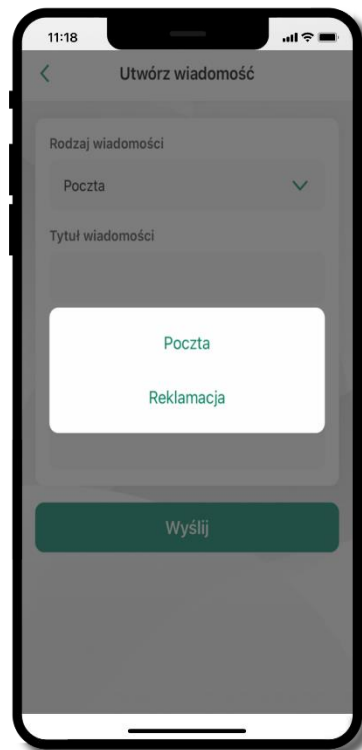 11:18
Utwórz wiadomość
Rodzaj wiadomości
Poczta
Tytuł wiadomości
Poczta
Reklamacja
Wyślij